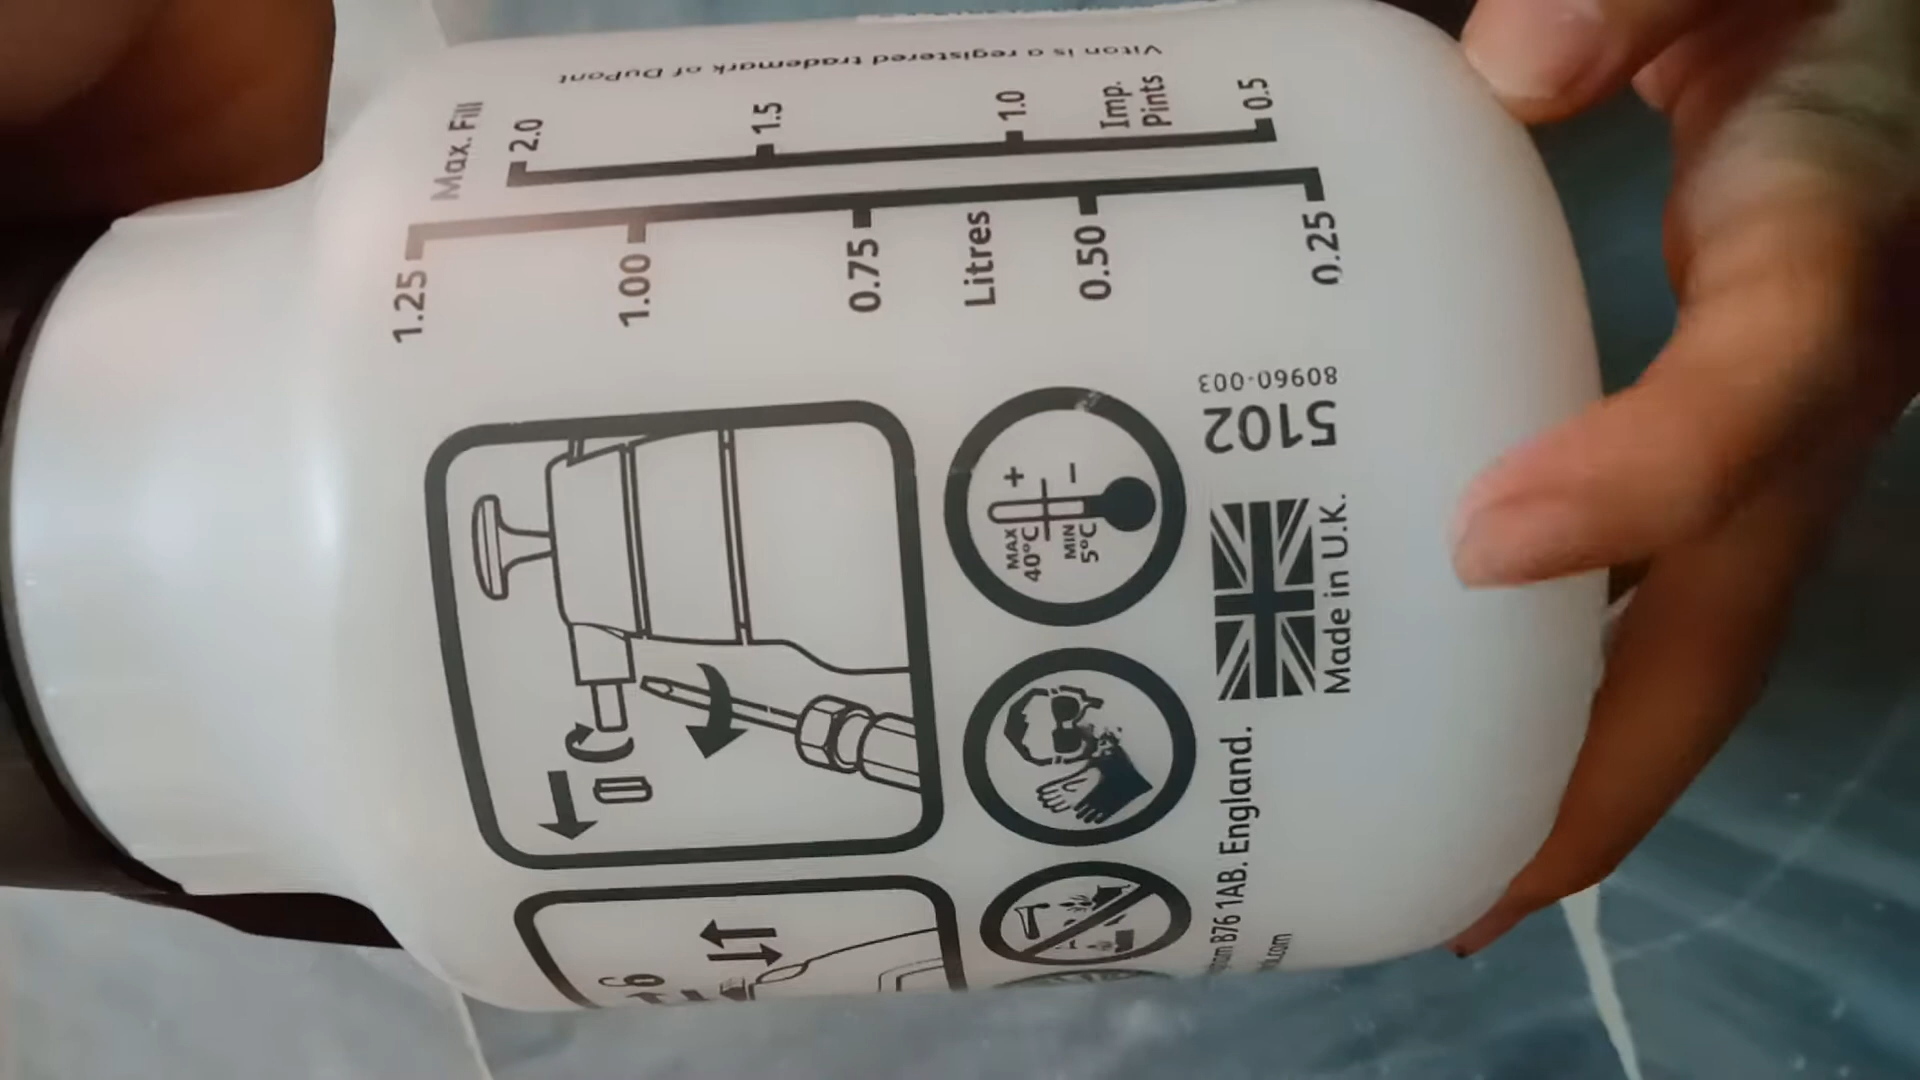 Viton is a registered trademark of DuPont
Max. Fill
2.0
1.5
1.0
Imp.
Pints
0.5
1.25
1.00
0.75
Litres
0.50
0.25
MAX
40°C
MIN
5°C
+
−
80960-003
5102
Made in U.K.
B76 1AB. England.
6